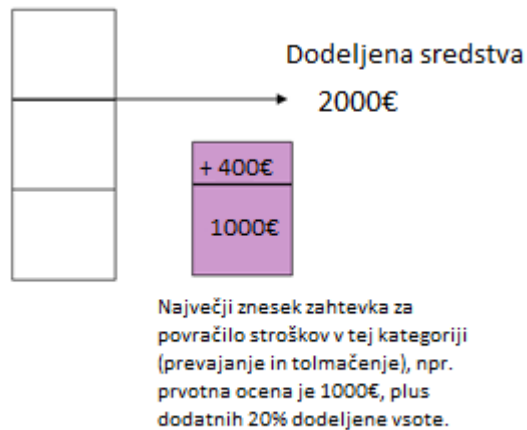 Dodeljena sredstva
2000€
+ 400€
1000€
Največji znesek zahtevka za
povračilo stroškov v tej kategoriji
(prevajanje in tolmačenje), npr.
prvotna ocena je 1000€, plus
dodatnih 20% dodeljene vsote.